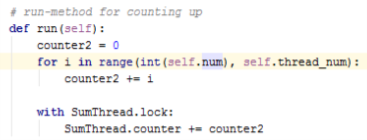 # run-method for counting up
def run(self):
    counter2 = 0
    for i in range(int(self.num), self.thread_num):
        counter2 += i

    with SumThread.lock:
        SumThread.counter += counter2